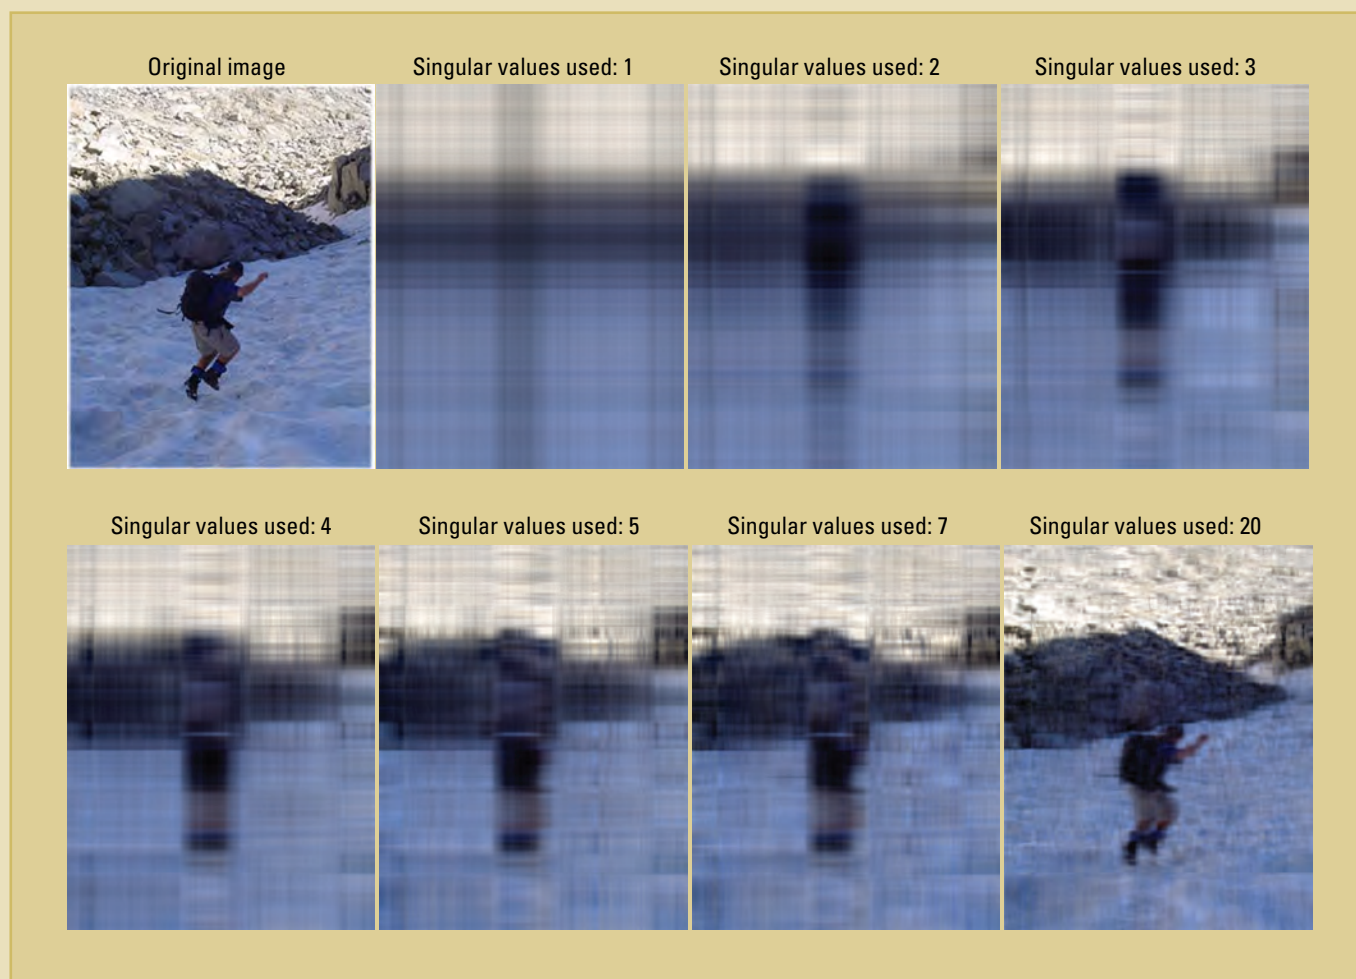 Original image
Singular values used: 1
Singular values used: 2
Singular values used: 3
Singular values used: 4
Singular values used: 5
Singular values used: 7
Singular values used: 20